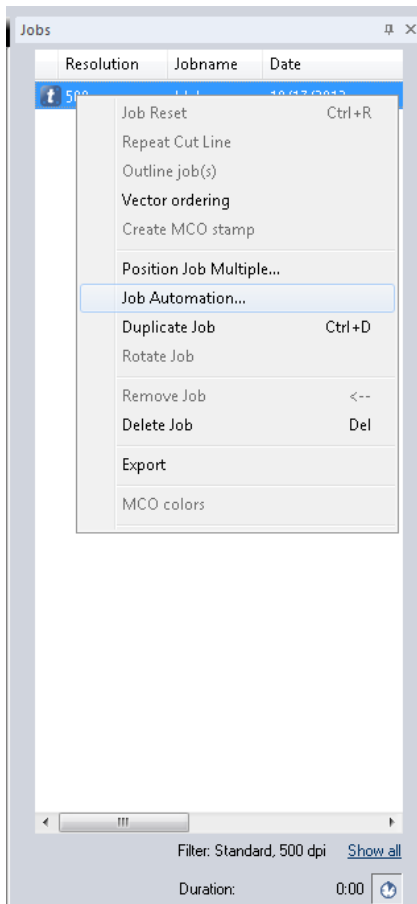 Jobs
Resolution Jobname Date
Job Reset Ctrl+R
Repeat Cut Line
Outline job(s)
Vector ordering
Create MCO stamp
Position Job Multiple...
Job Automation...
Duplicate Job Ctrl+D
Rotate Job
Remove Job <--
Delete Job Del
Export
MCO colors
Filter: Standard, 500 dpi Show all
Duration: 0:00